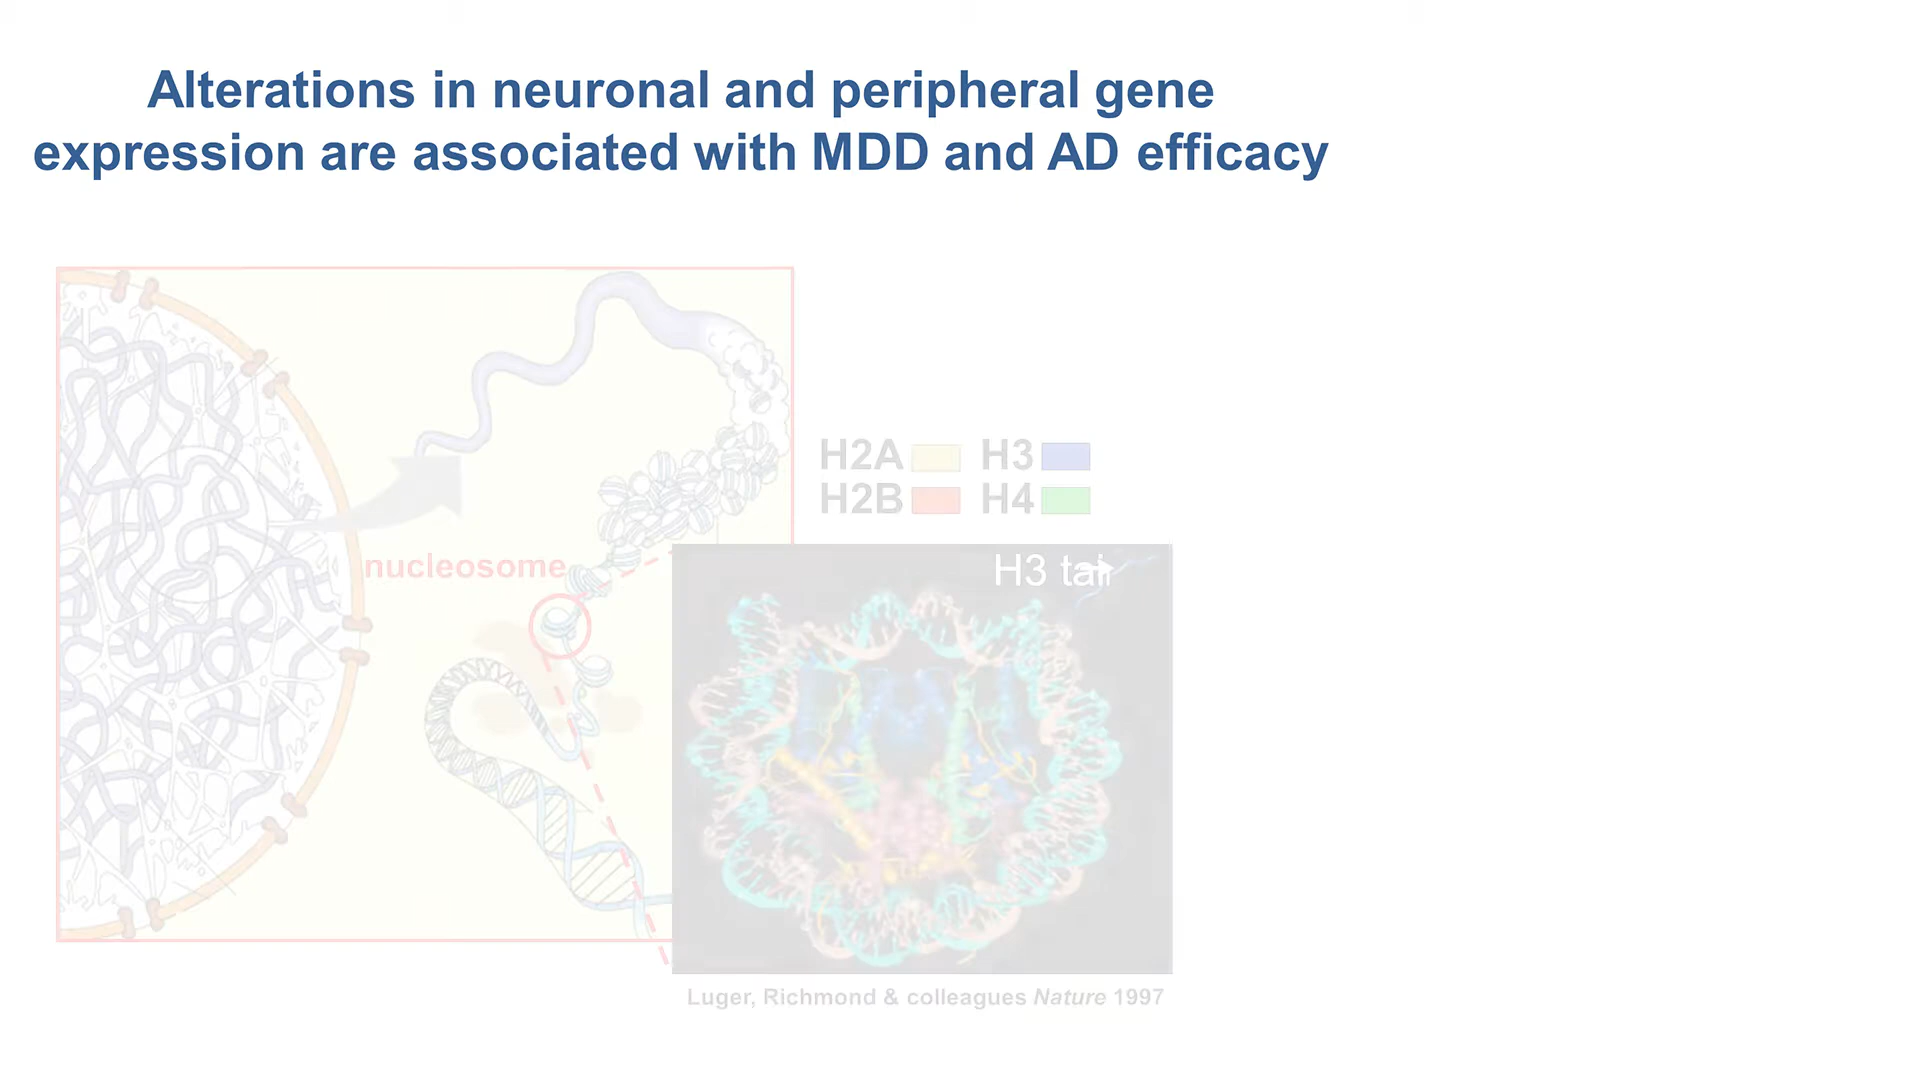 Alterations in neuronal and peripheral gene
expression are associated with MDD and AD efficacy
H2A H3
H2B H4
nucleosome
H3 tail
Luger, Richmond & colleagues Nature 1997